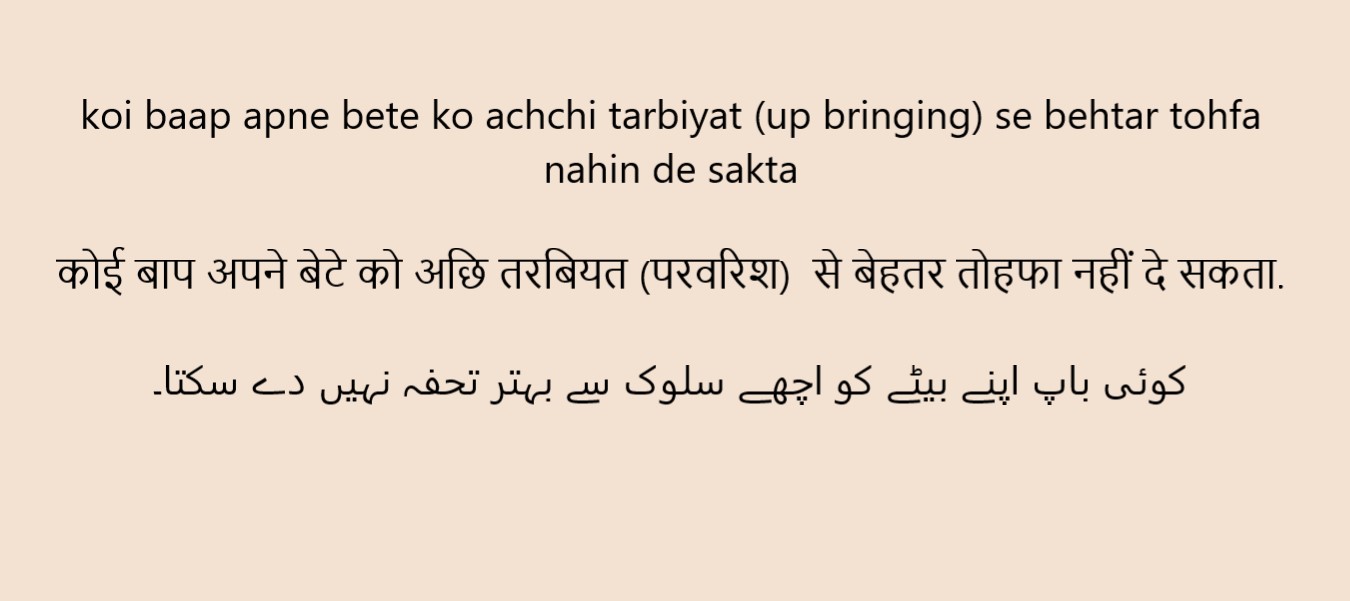 koi baap apne bete ko achchi tarbiyat (up bringing) se behtar tohfa
nahin de sakta
कोई बाप अपने बेटे को अछि तरबियत (परवरिश)  से बेहतर तोहफा नहीं दे सकता.
کوئی باپ اپنے بیٹے کو اچھے سلوک سے بہتر تحفہ نہیں دے سکتا۔